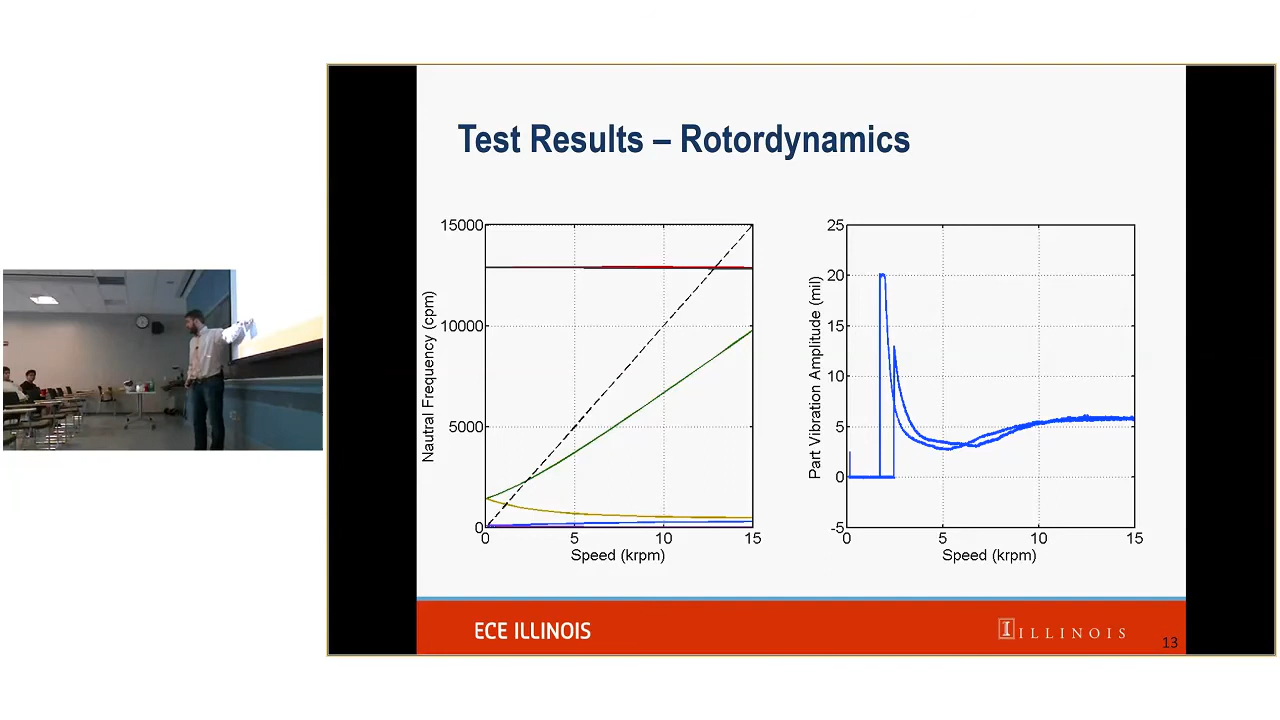 Test Results – Rotordynamics
15000
10000
5000
0
0 5 10 15
Speed (krpm)
Nautral Frequency (cpm)
25
20
15
10
5
0
-5
0 5 10 15
Speed (krpm)
Part Vibration Amplitude (mil)
ECE ILLINOIS
I ILLINOIS
13